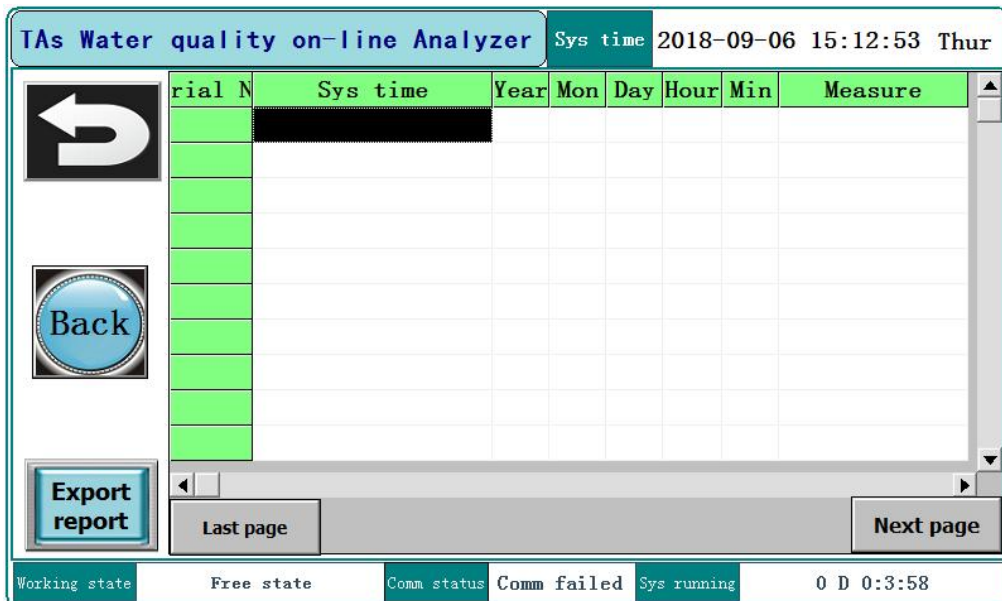 TAs Water quality on-line Analyzer Sys time 2018-09-06 15:12:53 Thur
rial N Sys time Year Mon Day Hour Min Measure
Back
Export
report
Last page Next page
Working state Free state Comm status Comm failed Sys running 0 D 0:3:58